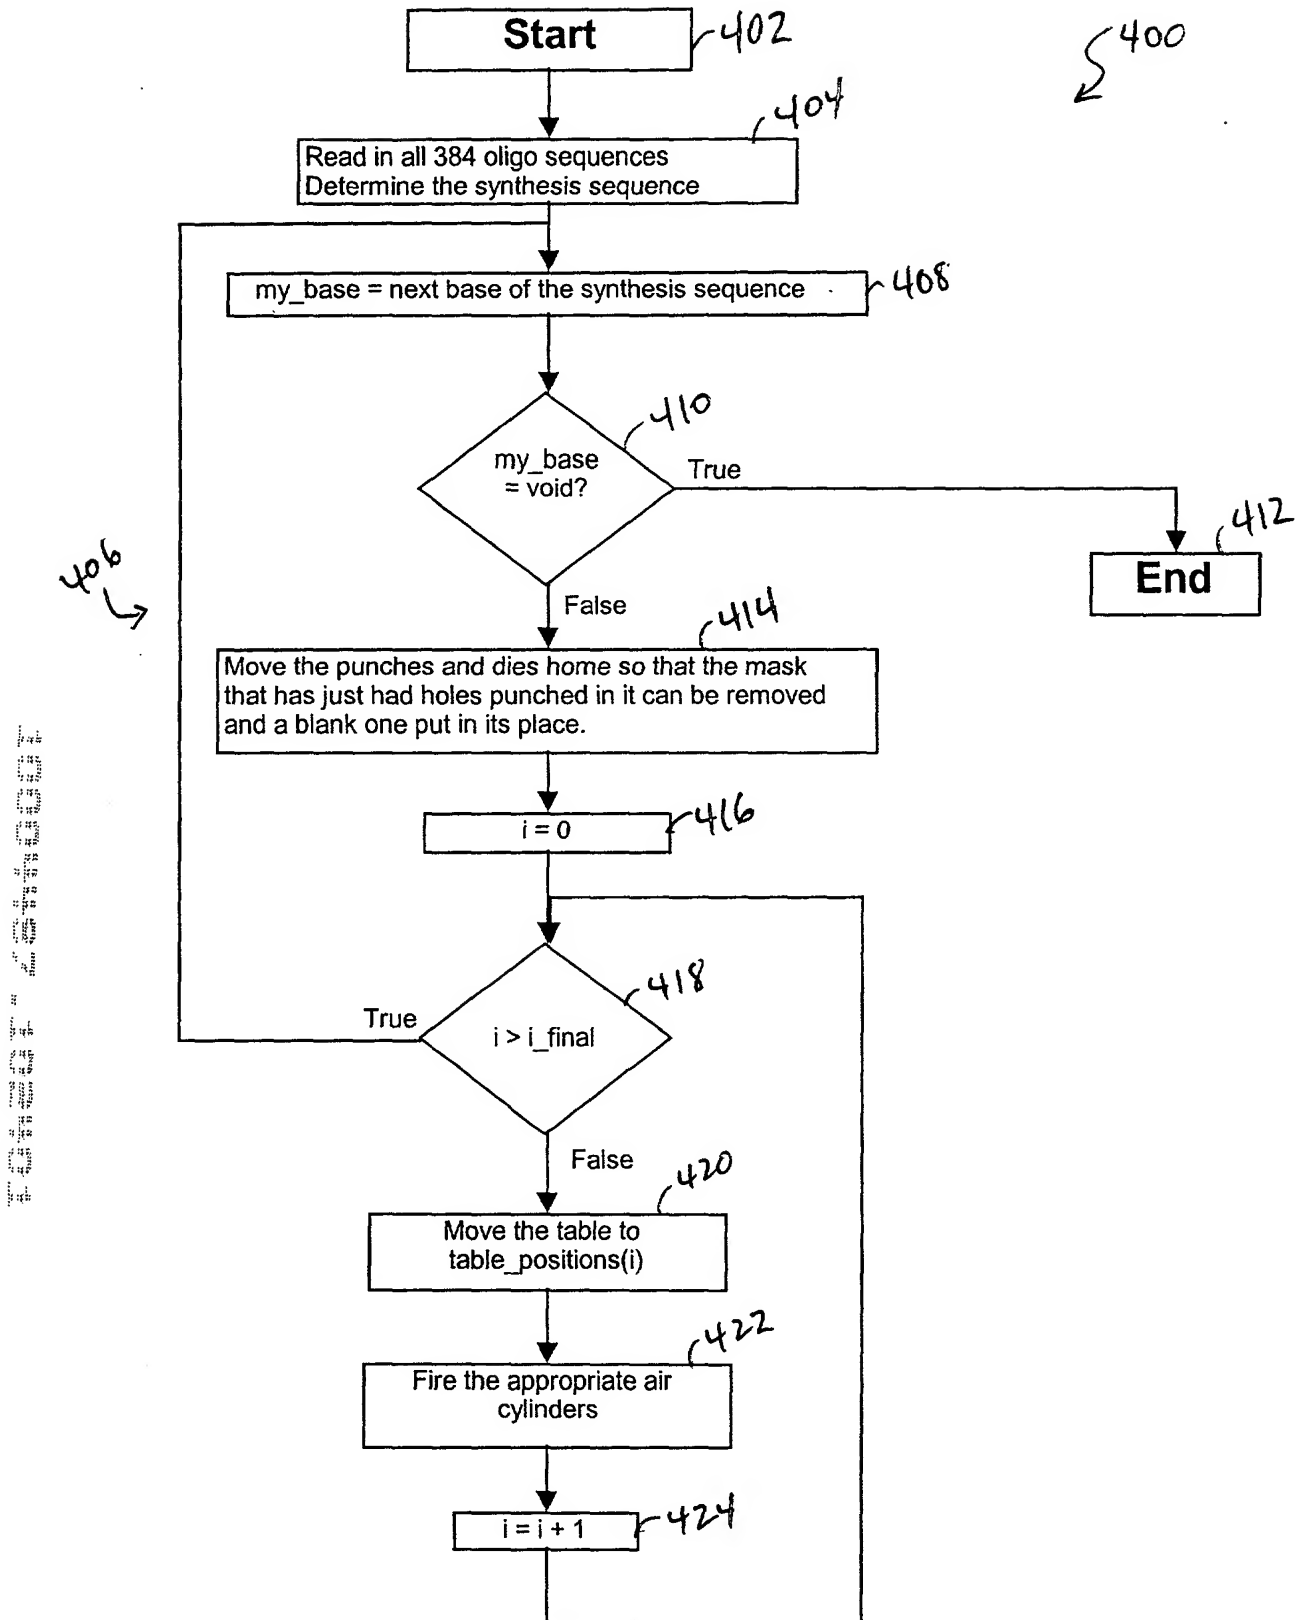 Start
402
400
404
Read in all 384 oligo sequences
Determine the synthesis sequence
my_base = next base of the synthesis sequence
408
410
my_base
= void?
True
412
End
406
False
414
Move the punches and dies home so that the mask
that has just had holes punched in it can be removed
and a blank one put in its place.
i = 0
416
418
i > i_final
True
False
420
Move the table to
table_positions(i)
422
Fire the appropriate air
cylinders
i = i + 1
424